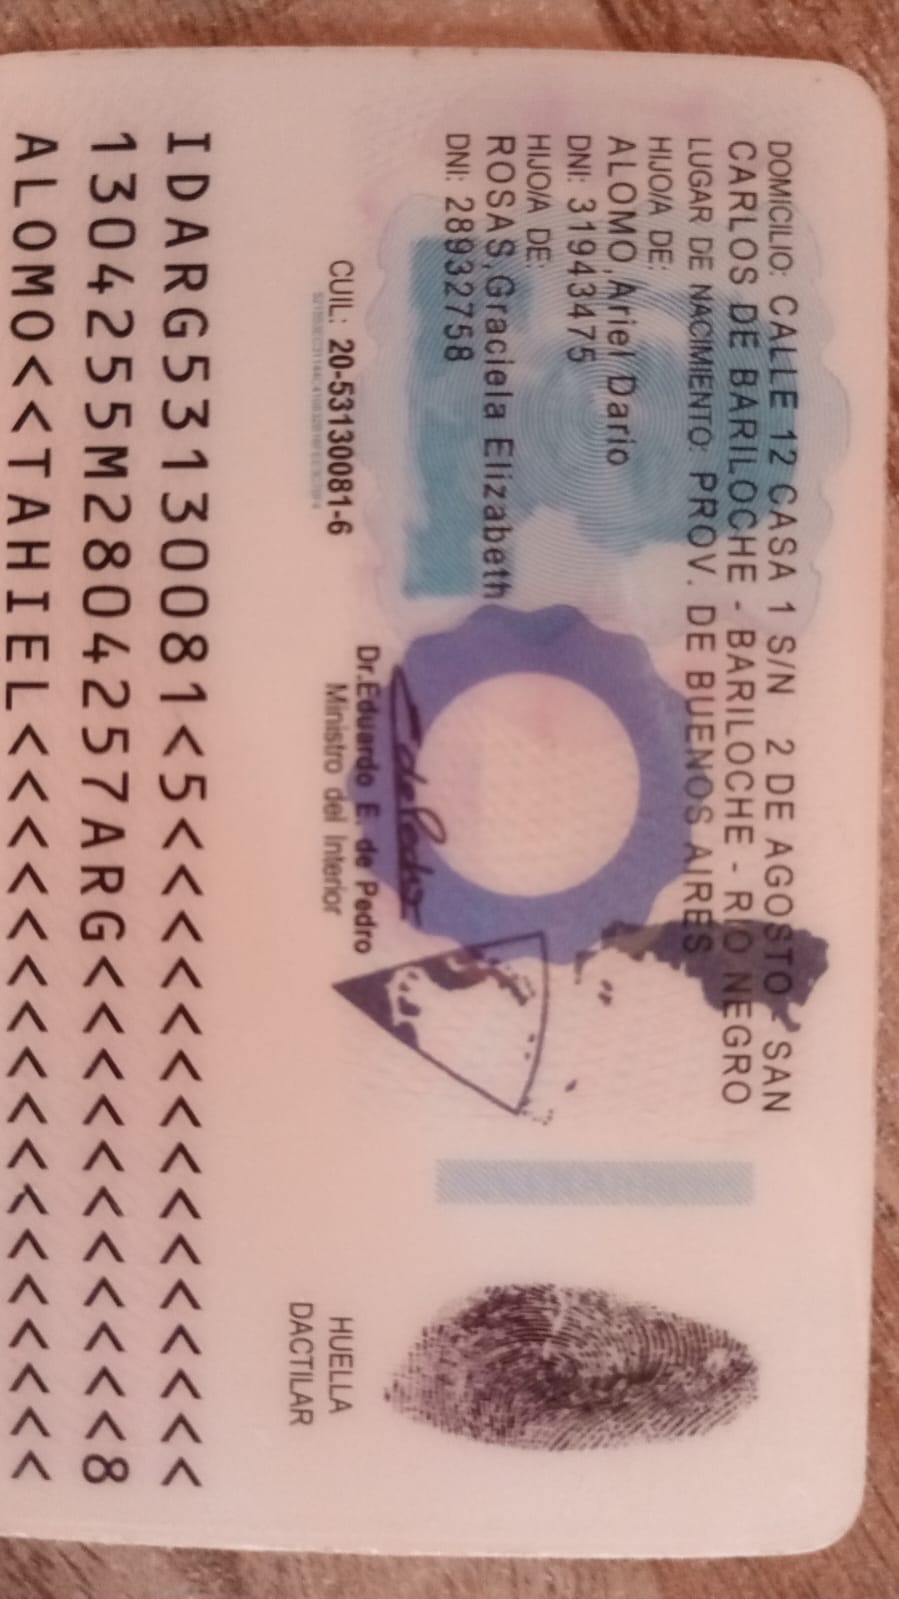 DOMICILIO: CALLE 12 CASA 1 S/N 2 DE AGOSTO - SAN
CARLOS DE BARILOCHE - BARILOCHE - RIO NEGRO
LUGAR DE NACIMIENTO: PROV. DE BUENOS AIRES
HIJO/A DE:
ALOMO,Ariel Dario
DNI: 31943475
HIJO/A DE:
ROSAS,Graciela Elizabeth
DNI: 28932758
EdePedro
Dr.Eduardo E. de Pedro
Ministro del Interior
CUIL: 20-53130081-6
HUELLA
DACTILAR
IDARG53130081<5<<<<<<<<<<<<<<<
1304255M2804257ARG<<<<<<<<<<<8
ALOMO<<TAHIEL<<<<<<<<<<<<<<<<<